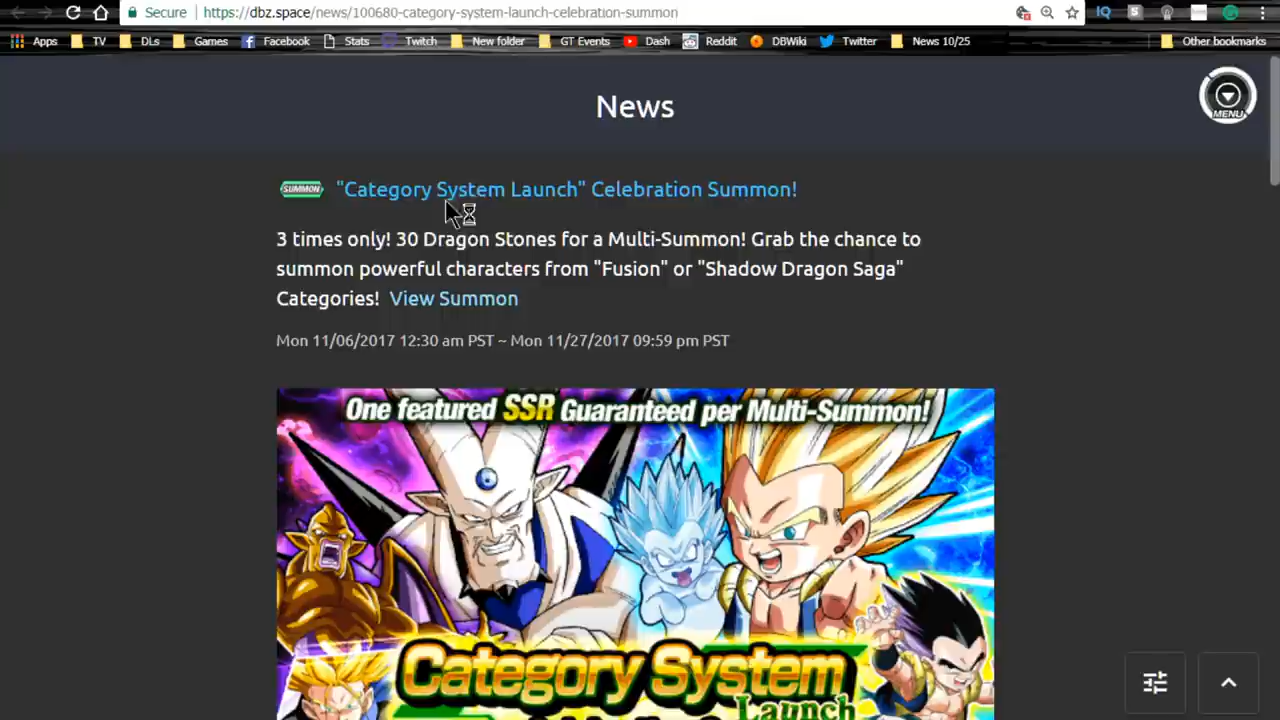 Secure https://dbz.space/news/100680-category-system-launch-celebration-summon IQ S
Apps TV DLs Games Facebook Stats Twitch New folder GT Events Dash Reddit DBWiki Twitter News 10/25 Other bookmarks
News
MENU
SUMMON "Category System Launch" Celebration Summon!
3 times only! 30 Dragon Stones for a Multi-Summon! Grab the chance to
summon powerful characters from "Fusion" or "Shadow Dragon Saga"
Categories! View Summon
Mon 11/06/2017 12:30 am PST ~ Mon 11/27/2017 09:59 pm PST
One featured SSR Guaranteed per Multi-Summon!
Category System
Launch